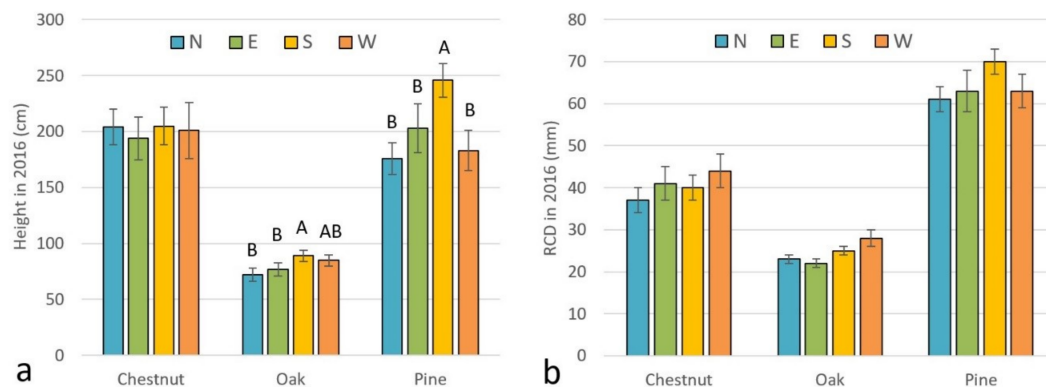 300
250
200
150
100
50
0
Height in 2016 (cm)
N E S W
B B A AB
B B A B
Chestnut Oak Pine
a
80
70
60
50
40
30
20
10
0
RCD in 2016 (mm)
N E S W
Chestnut Oak Pine
b